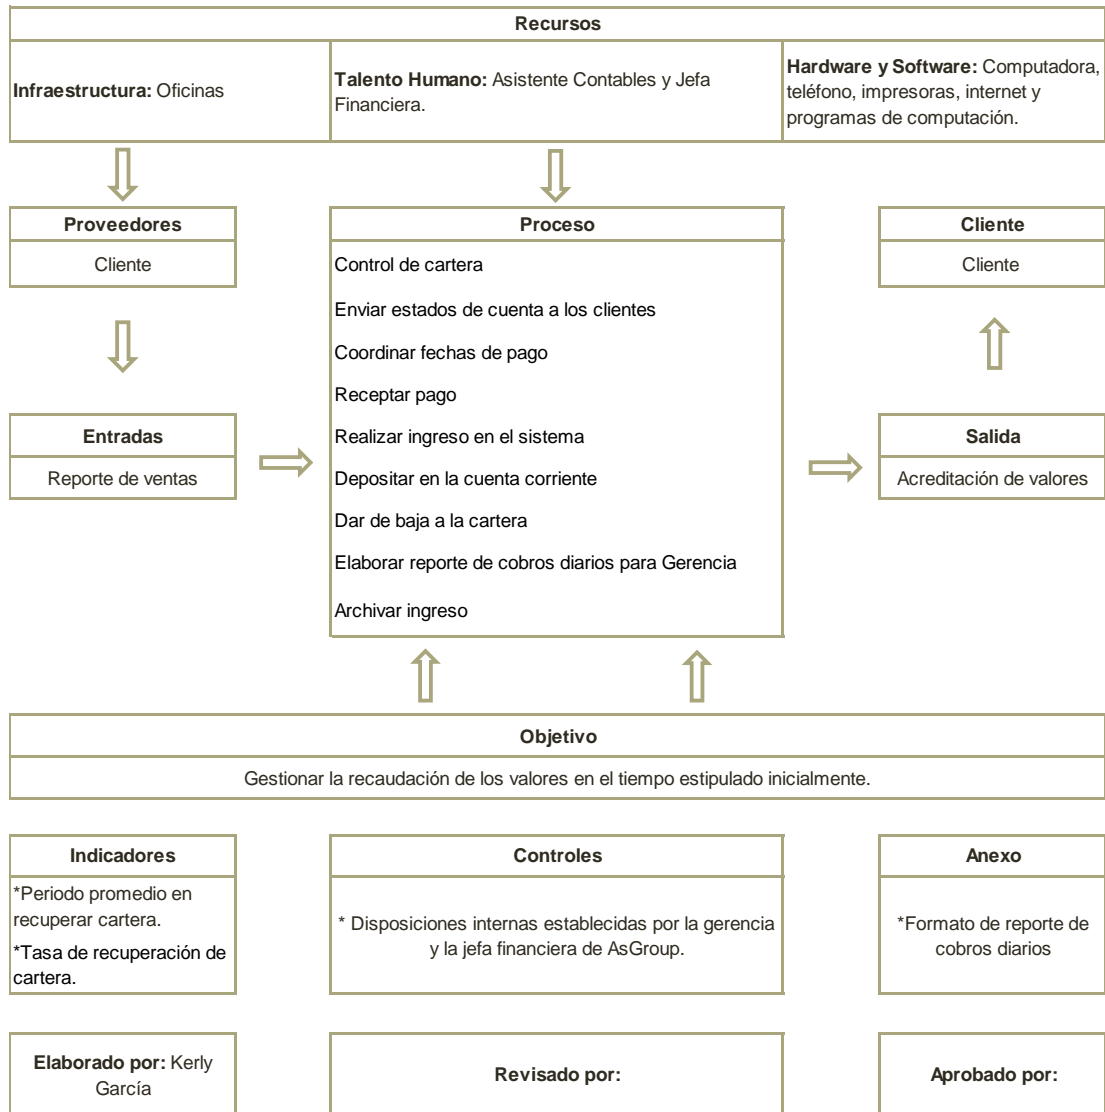 Recursos
Infraestructura: Oficinas
Talento Humano: Asistente Contables y Jefa
Financiera.
Hardware y Software: Computadora,
teléfono, impresoras, internet y
programas de computación.
Proveedores
Cliente
Proceso
Control de cartera
Enviar estados de cuenta a los clientes
Coordinar fechas de pago
Receptar pago
Realizar ingreso en el sistema
Depositar en la cuenta corriente
Dar de baja a la cartera
Elaborar reporte de cobros diarios para Gerencia
Archivar ingreso
Cliente
Cliente
Entradas
Reporte de ventas
Salida
Acreditación de valores
Objetivo
Gestionar la recaudación de los valores en el tiempo estipulado inicialmente.
Indicadores
*Periodo promedio en
recuperar cartera.
*Tasa de recuperación de
cartera.
Controles
* Disposiciones internas establecidas por la gerencia
y la jefa financiera de AsGroup.
Anexo
*Formato de reporte de
cobros diarios
Elaborado por: Kerly
García
Revisado por:
Aprobado por: